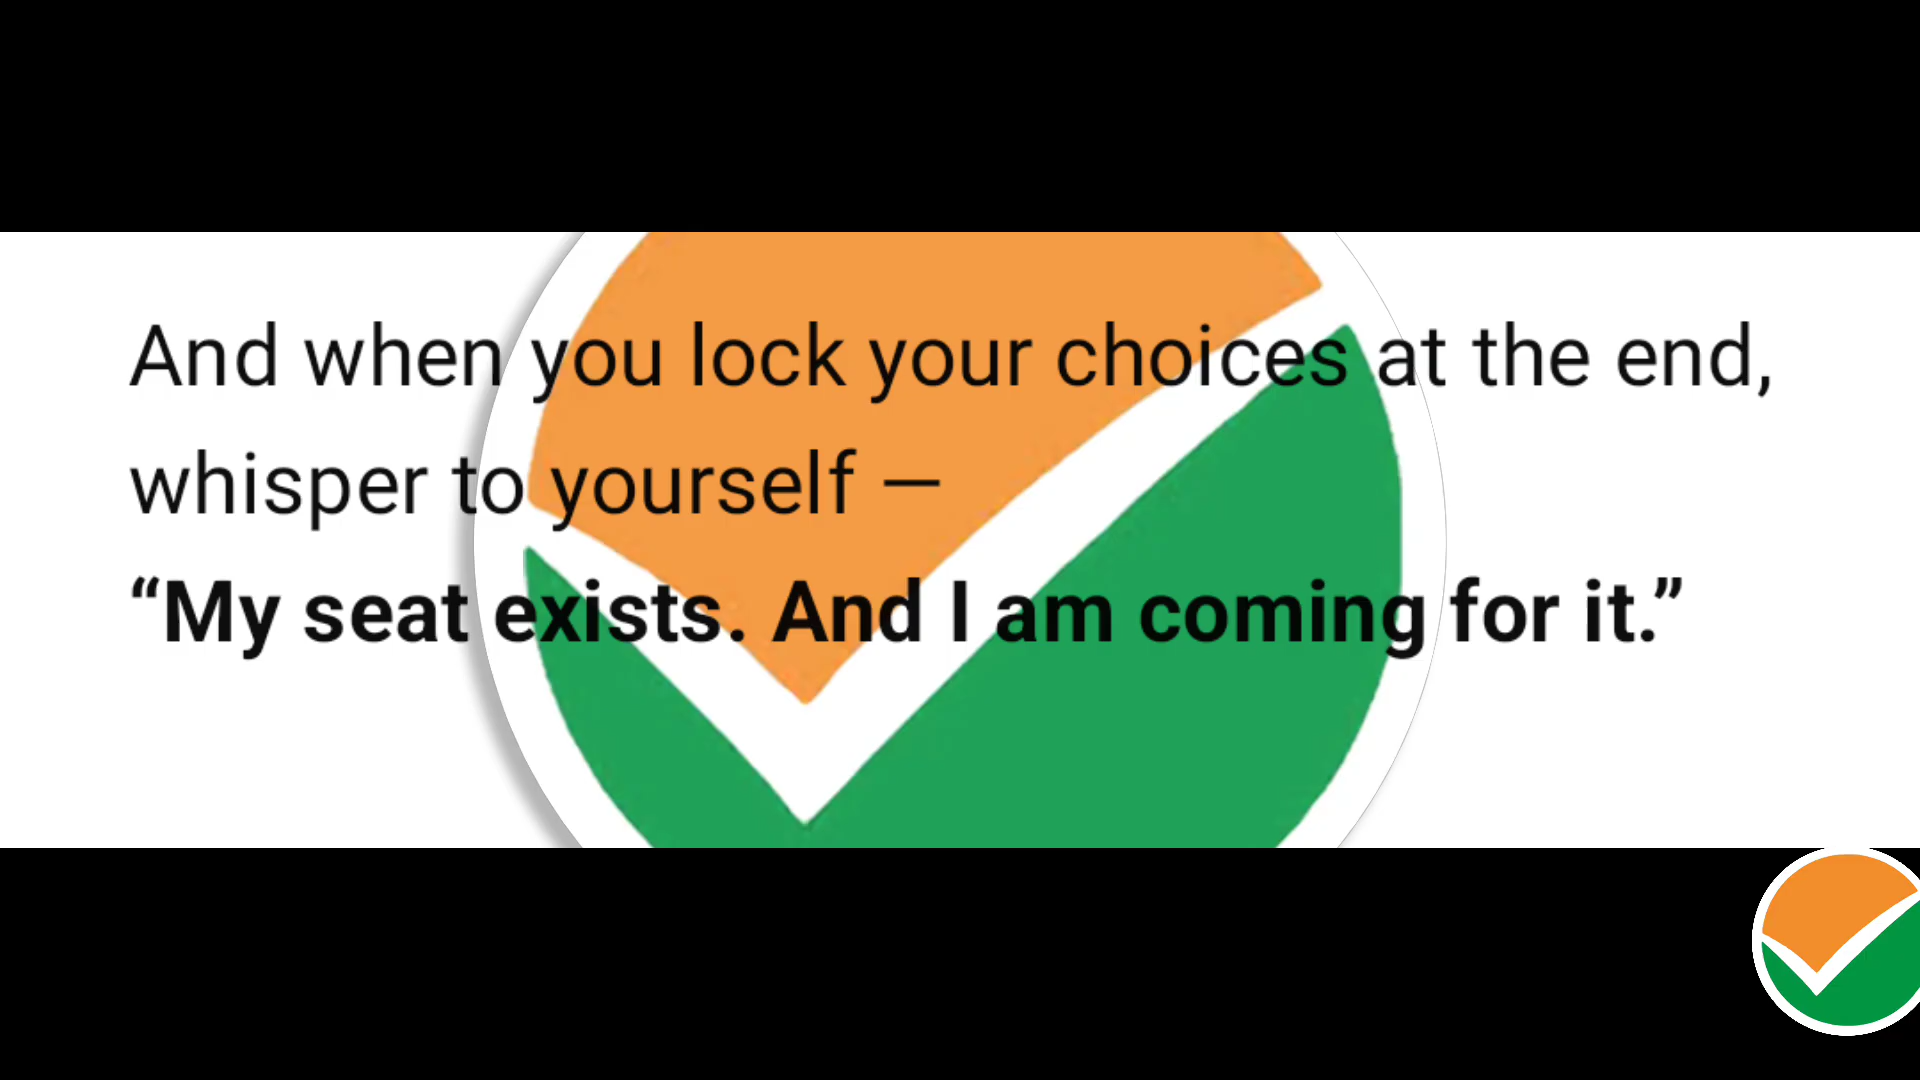 And when you lock your choices at the end,
whisper to yourself —
“My seat exists. And I am coming for it.”